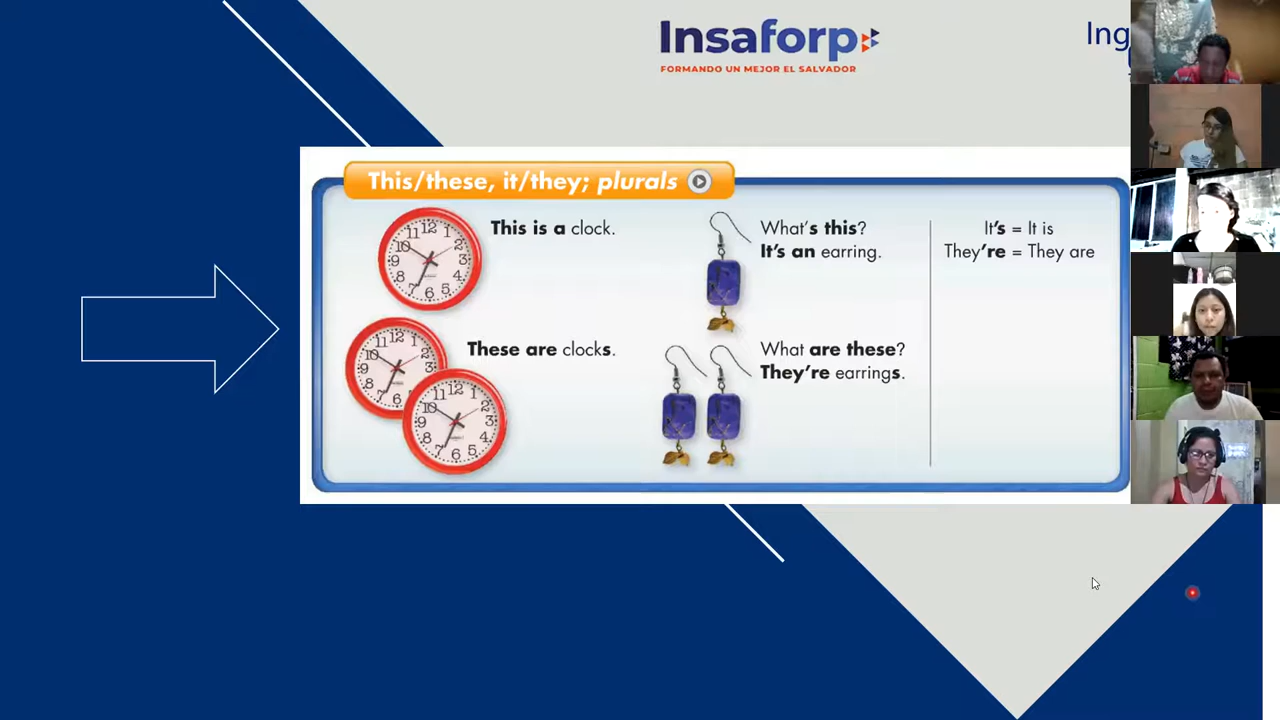 Insaforp
FORMANDO UN MEJOR EL SALVADOR
Ing
This/these, it/they; plurals
This is a clock.
What's this?
It's an earring.
It's = It is
They're = They are
These are clocks.
What are these?
They're earrings.